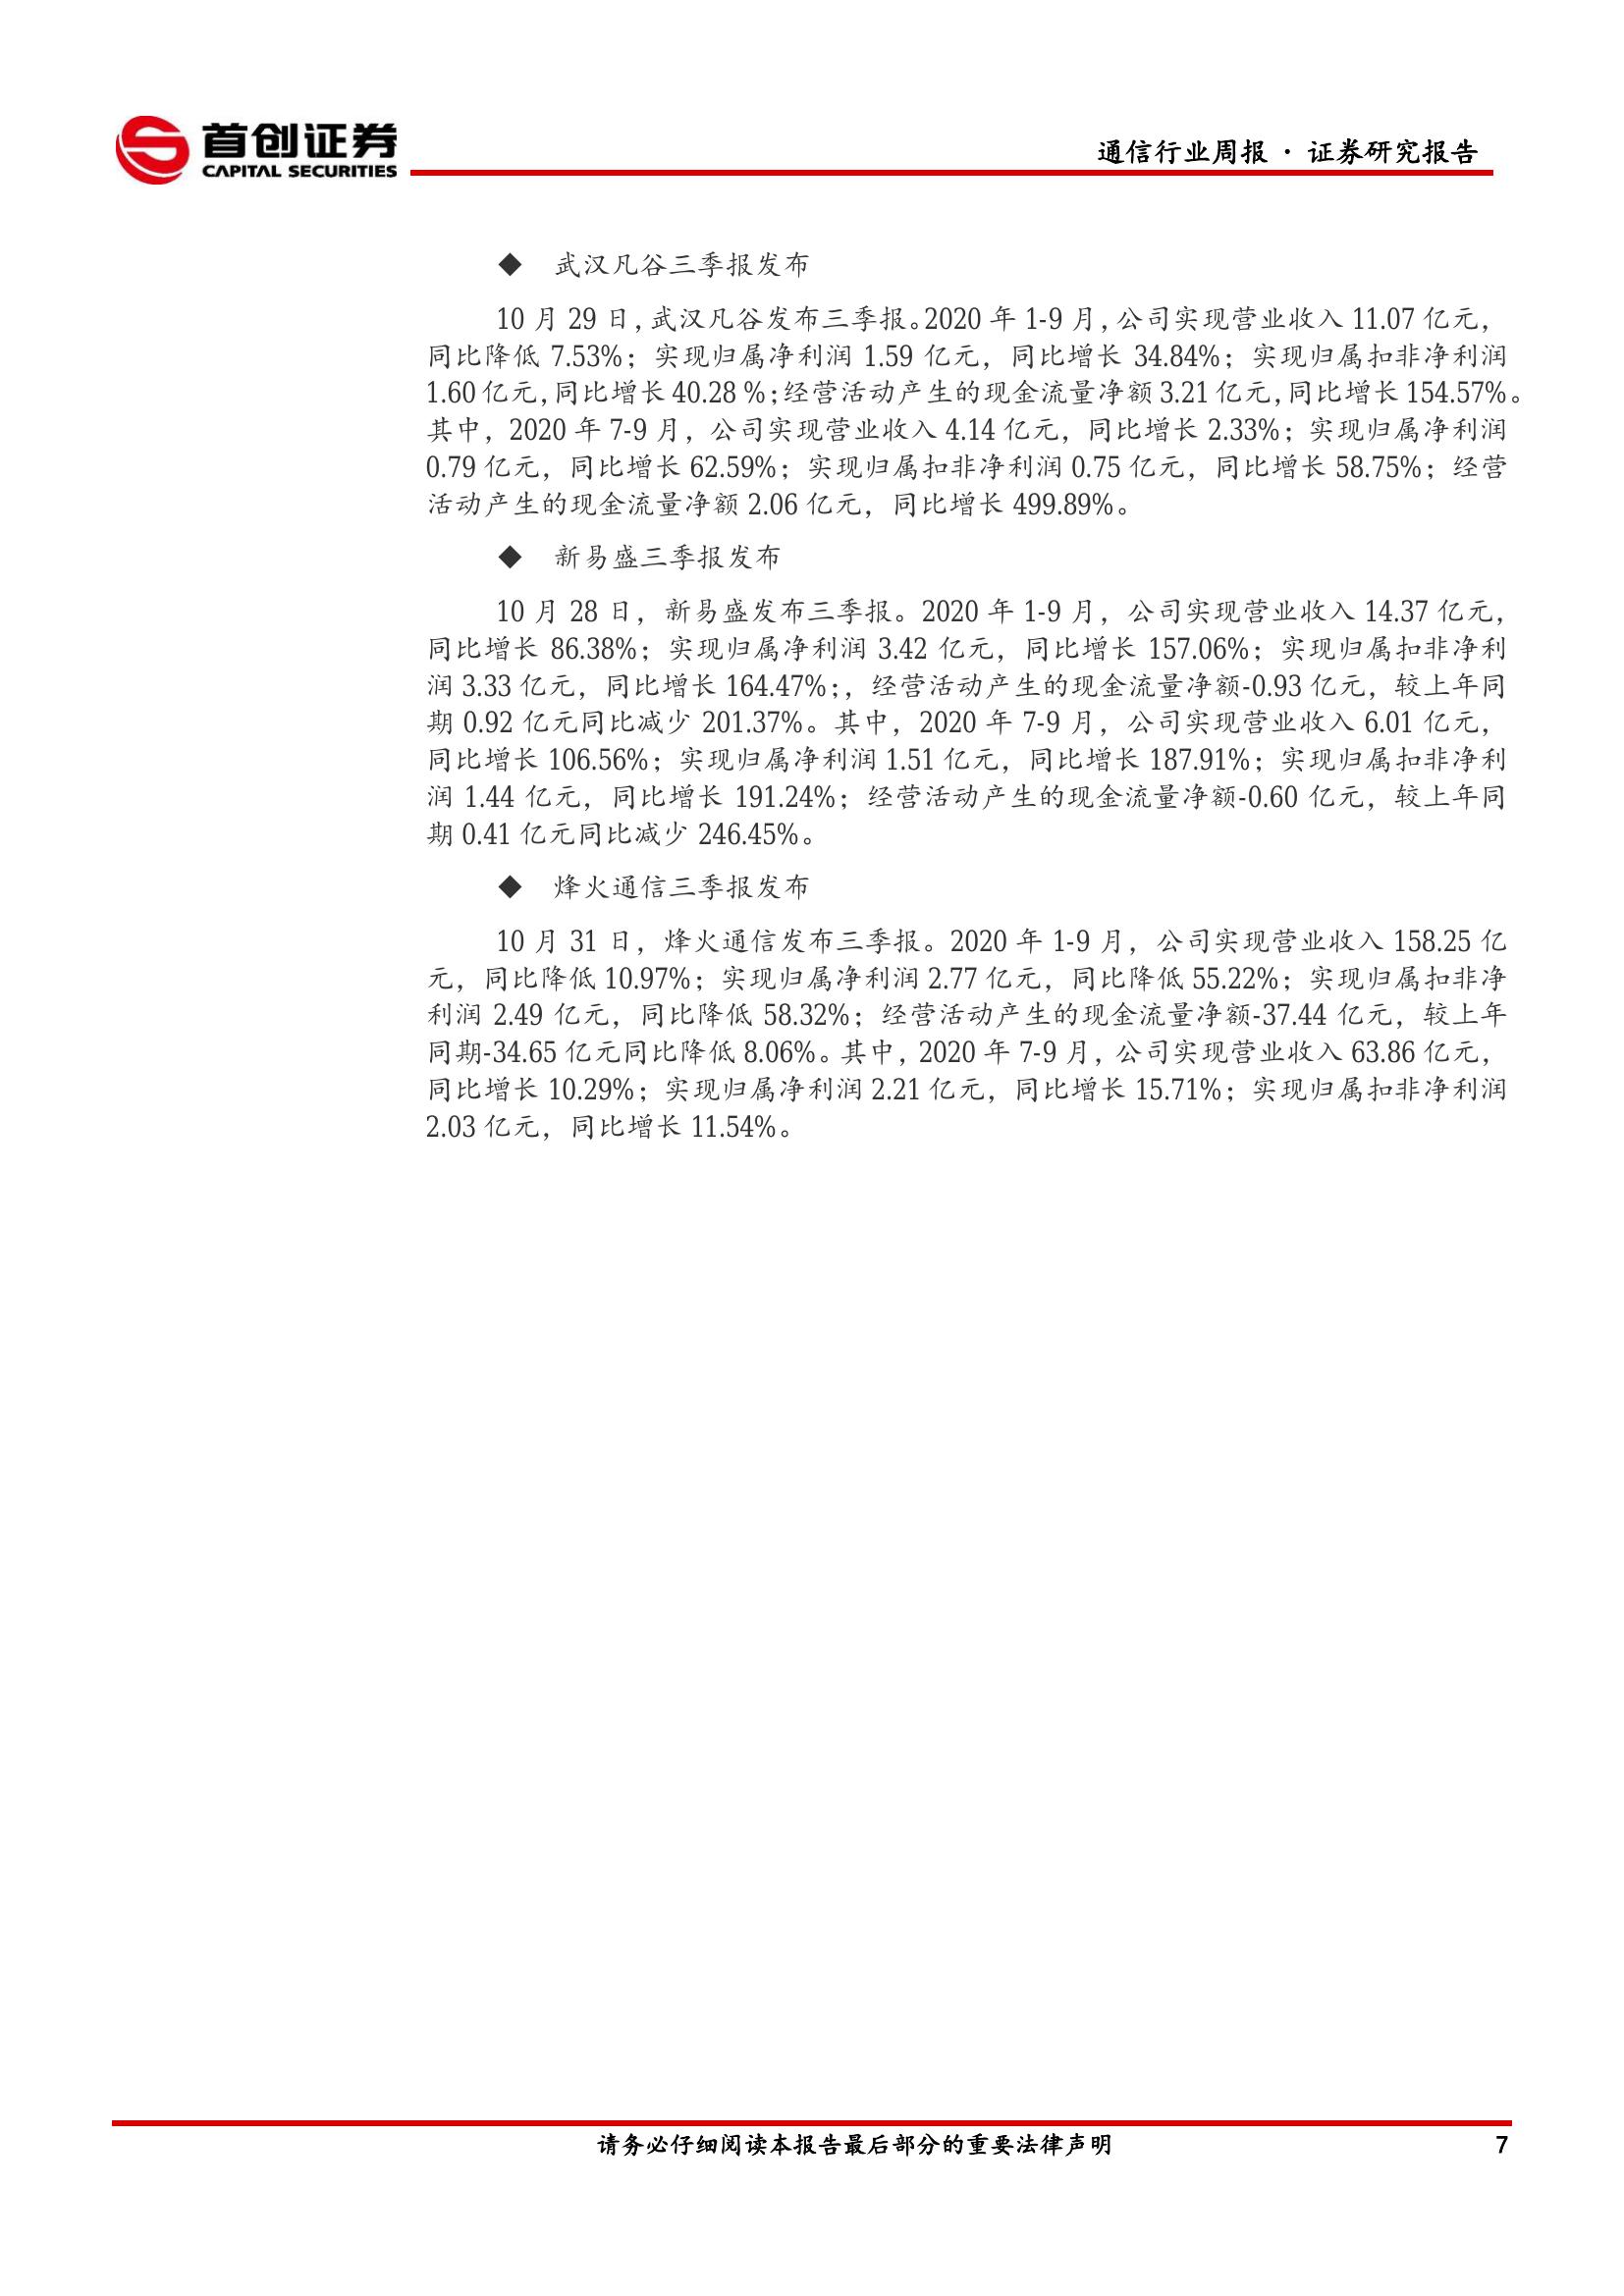 首创证券
CAPITAL SECURITIES
通信行业周报 · 证券研究报告
◆ 武汉凡谷三季报发布
10 月 29 日，武汉凡谷发布三季报。2020 年 1-9 月，公司实现营业收入 11.07 亿元，
同比降低 7.53%；实现归属净利润 1.59 亿元，同比增长 34.84%；实现归属扣非净利润
1.60 亿元，同比增长 40.28 %；经营活动产生的现金流量净额 3.21 亿元，同比增长 154.57%。
其中，2020 年 7-9 月，公司实现营业收入 4.14 亿元，同比增长 2.33%；实现归属净利润
0.79 亿元，同比增长 62.59%；实现归属扣非净利润 0.75 亿元，同比增长 58.75%；经营
活动产生的现金流量净额 2.06 亿元，同比增长 499.89%。
◆ 新易盛三季报发布
10 月 28 日，新易盛发布三季报。2020 年 1-9 月，公司实现营业收入 14.37 亿元，
同比增长 86.38%；实现归属净利润 3.42 亿元，同比增长 157.06%；实现归属扣非净利
润 3.33 亿元，同比增长 164.47%；，经营活动产生的现金流量净额-0.93 亿元，较上年同
期 0.92 亿元同比减少 201.37%。其中，2020 年 7-9 月，公司实现营业收入 6.01 亿元，
同比增长 106.56%；实现归属净利润 1.51 亿元，同比增长 187.91%；实现归属扣非净利
润 1.44 亿元，同比增长 191.24%；经营活动产生的现金流量净额-0.60 亿元，较上年同
期 0.41 亿元同比减少 246.45%。
◆ 烽火通信三季报发布
10 月 31 日，烽火通信发布三季报。2020 年 1-9 月，公司实现营业收入 158.25 亿
元，同比降低 10.97%；实现归属净利润 2.77 亿元，同比降低 55.22%；实现归属扣非净
利润 2.49 亿元，同比降低 58.32%；经营活动产生的现金流量净额-37.44 亿元，较上年
同期-34.65 亿元同比降低 8.06%。其中，2020 年 7-9 月，公司实现营业收入 63.86 亿元，
同比增长 10.29%；实现归属净利润 2.21 亿元，同比增长 15.71%；实现归属扣非净利润
2.03 亿元，同比增长 11.54%。
请务必仔细阅读本报告最后部分的重要法律声明
7